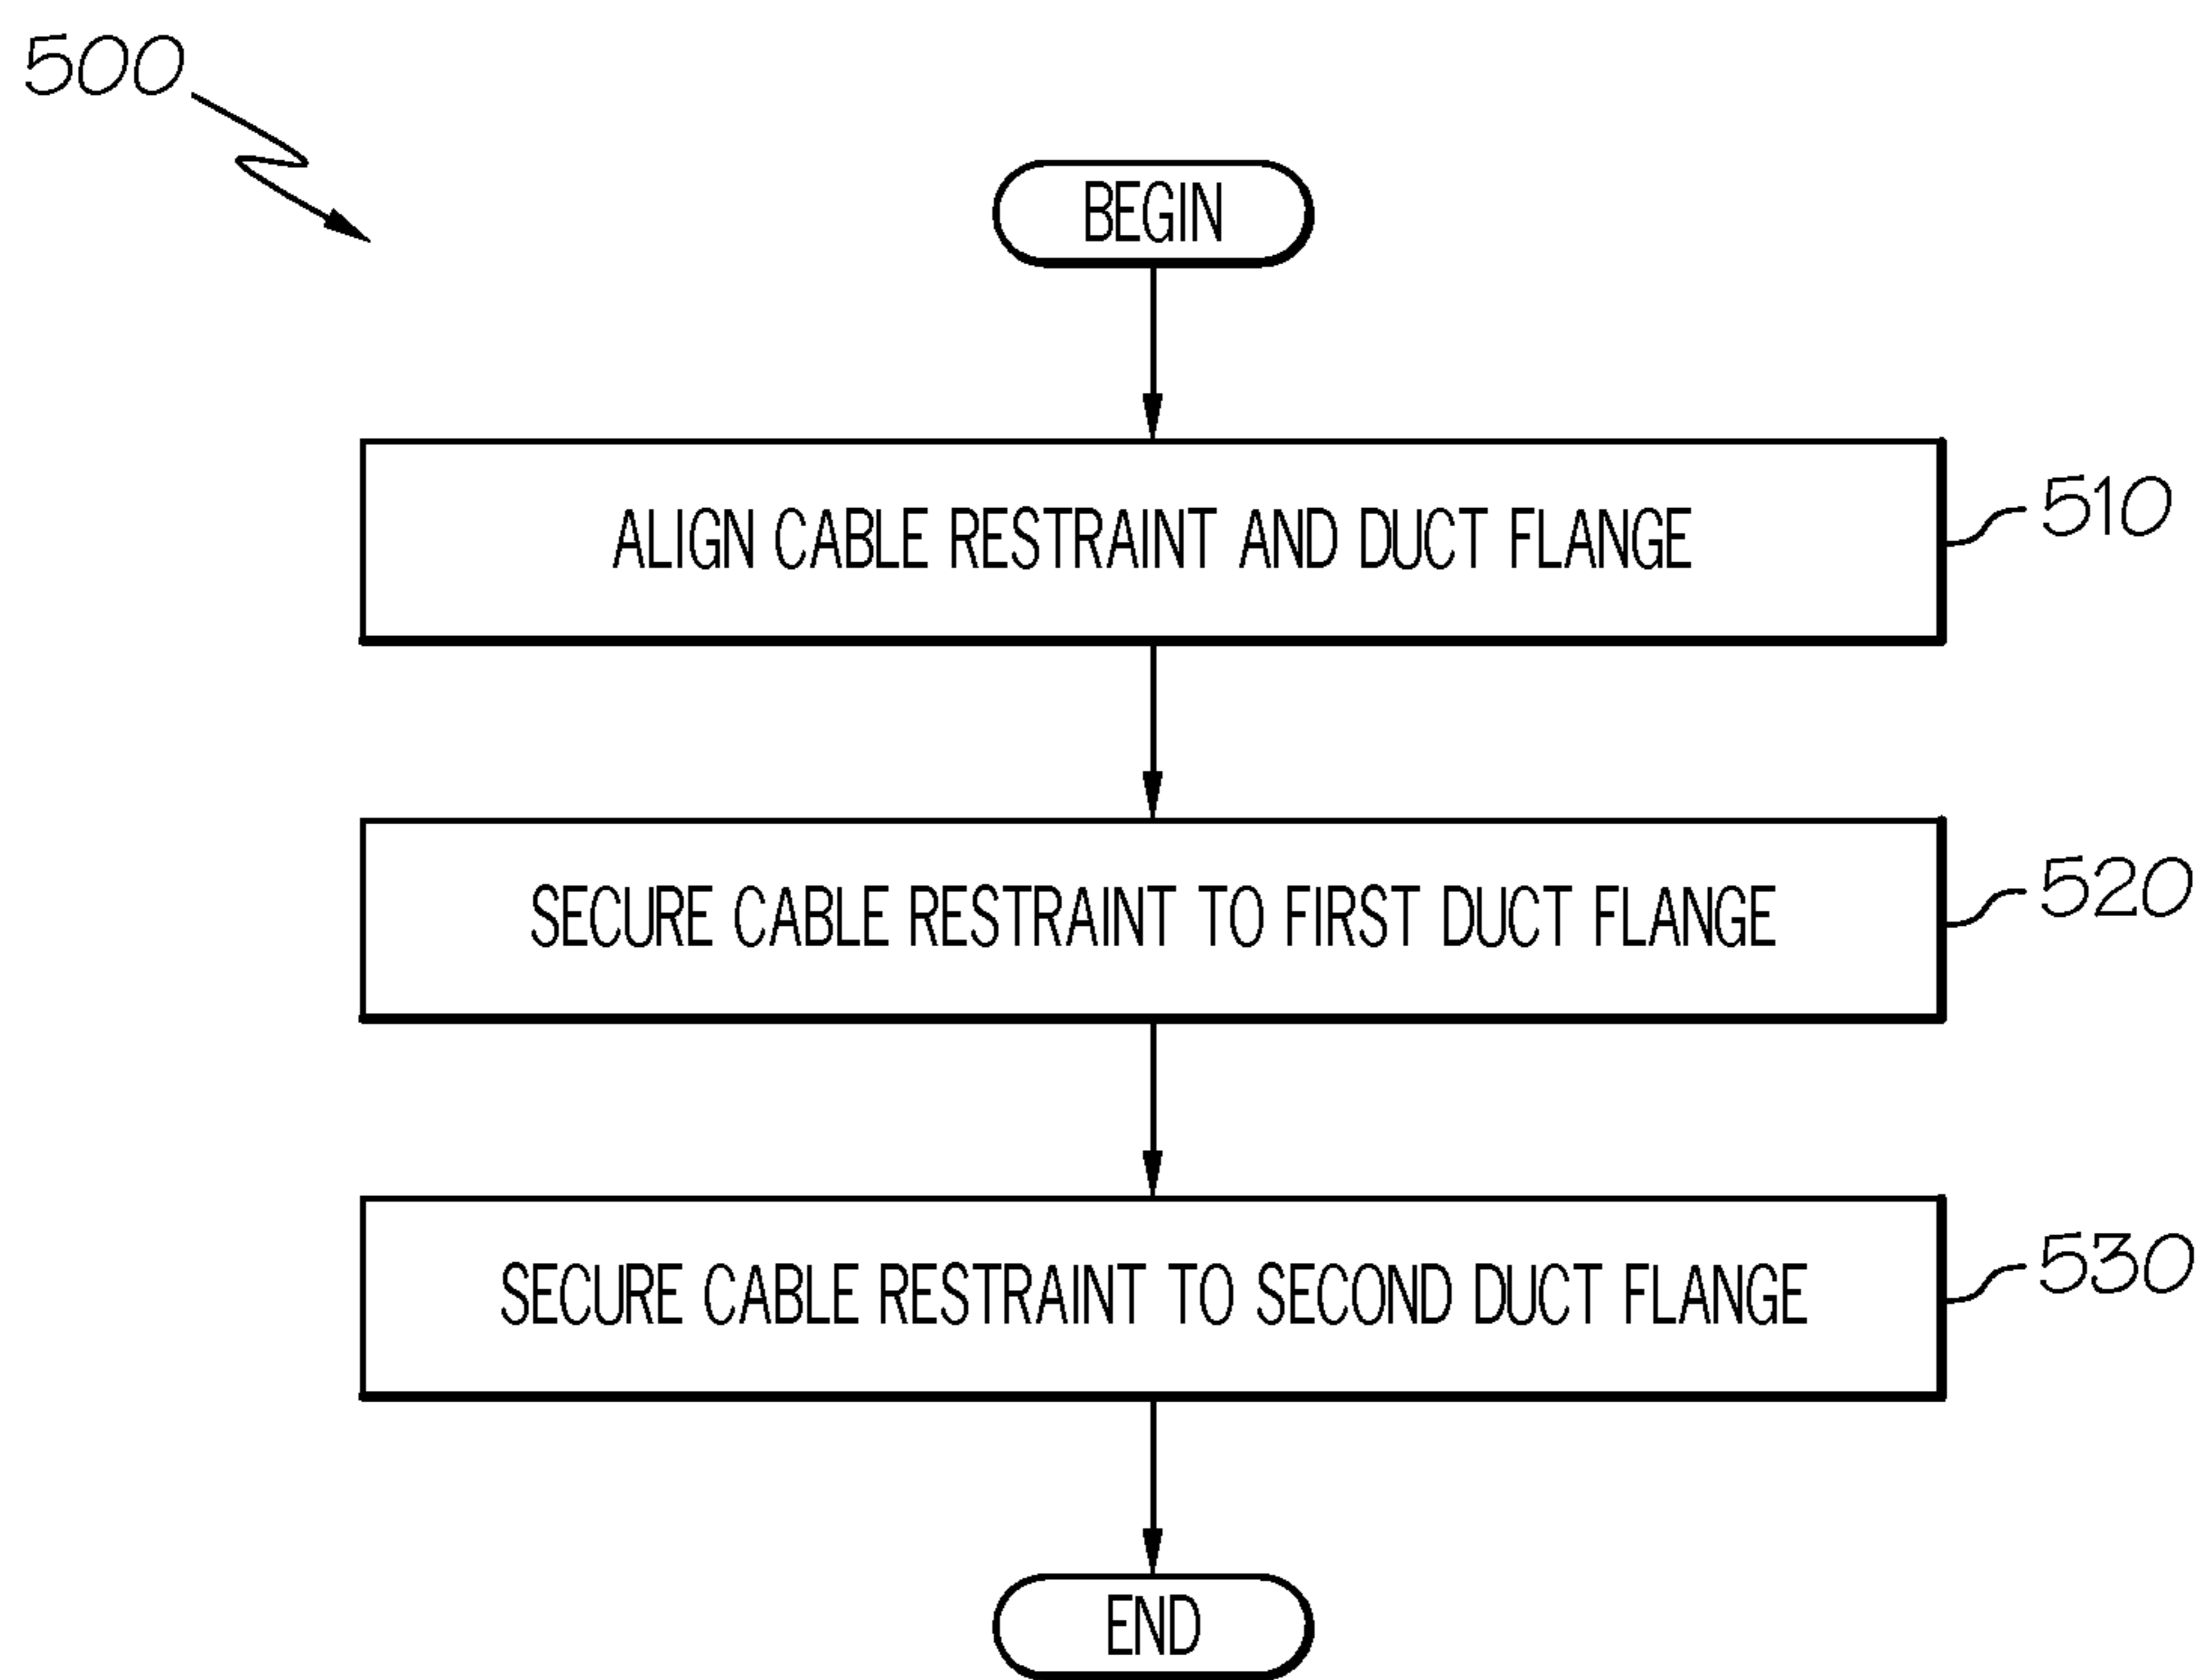 500
BEGIN
ALIGN CABLE RESTRAINT AND DUCT FLANGE
510
SECURE CABLE RESTRAINT TO FIRST DUCT FLANGE
520
SECURE CABLE RESTRAINT TO SECOND DUCT FLANGE
530
END